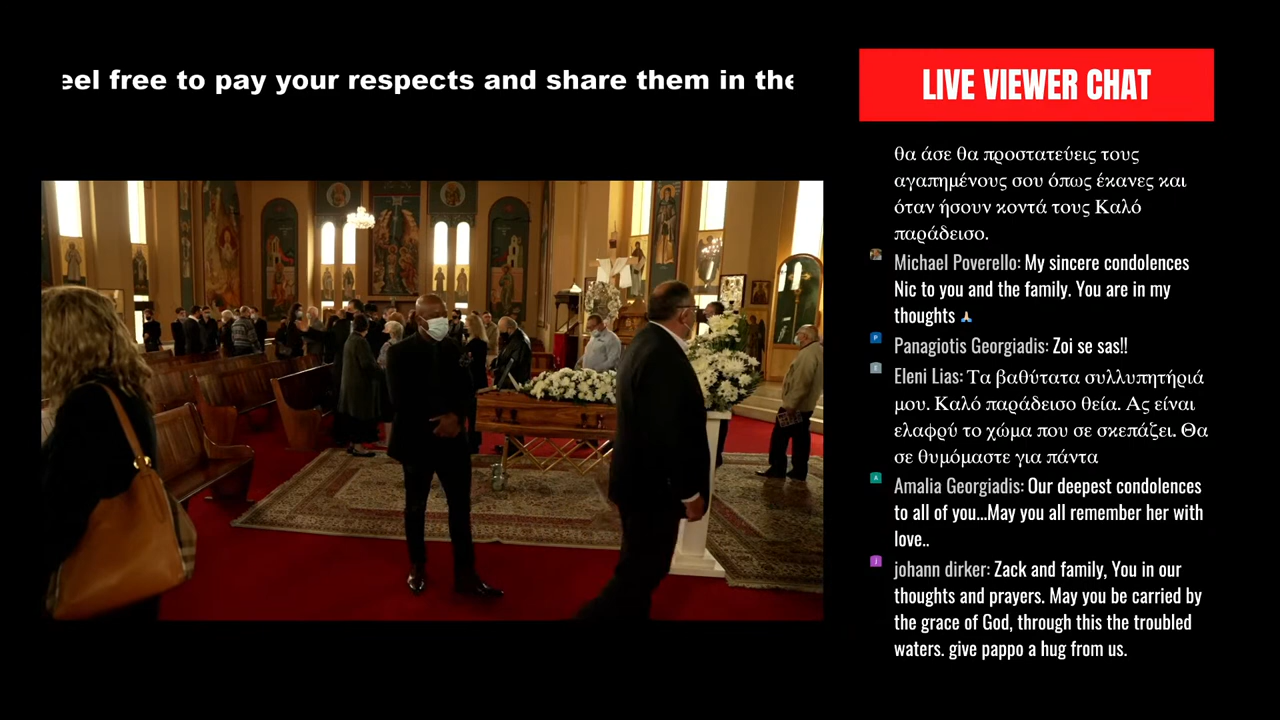 eel free to pay your respects and share them in the
LIVE VIEWER CHAT
θα άσε θα προστατεύεις τους
αγαπημένους σου όπως έκανες και
όταν ήσουν κοντά τους Καλό
παράδεισο.
Michael Poverello: My sincere condolences
Nic to you and the family. You are in my
thoughts 🙏
P
Panagiotis Georgiadis: Zoi se sas!!
E
Eleni Lias: Τα βαθύτατα συλλυπητήριά
μου. Καλό παράδεισο θεία. Ας είναι
ελαφρύ το χώμα που σε σκεπάζει. Θα
σε θυμόμαστε για πάντα
A
Amalia Georgiadis: Our deepest condolences
to all of you...May you all remember her with
love..
J
johann dirker: Zack and family, You in our
thoughts and prayers. May you be carried by
the grace of God, through this the troubled
waters. give pappo a hug from us.